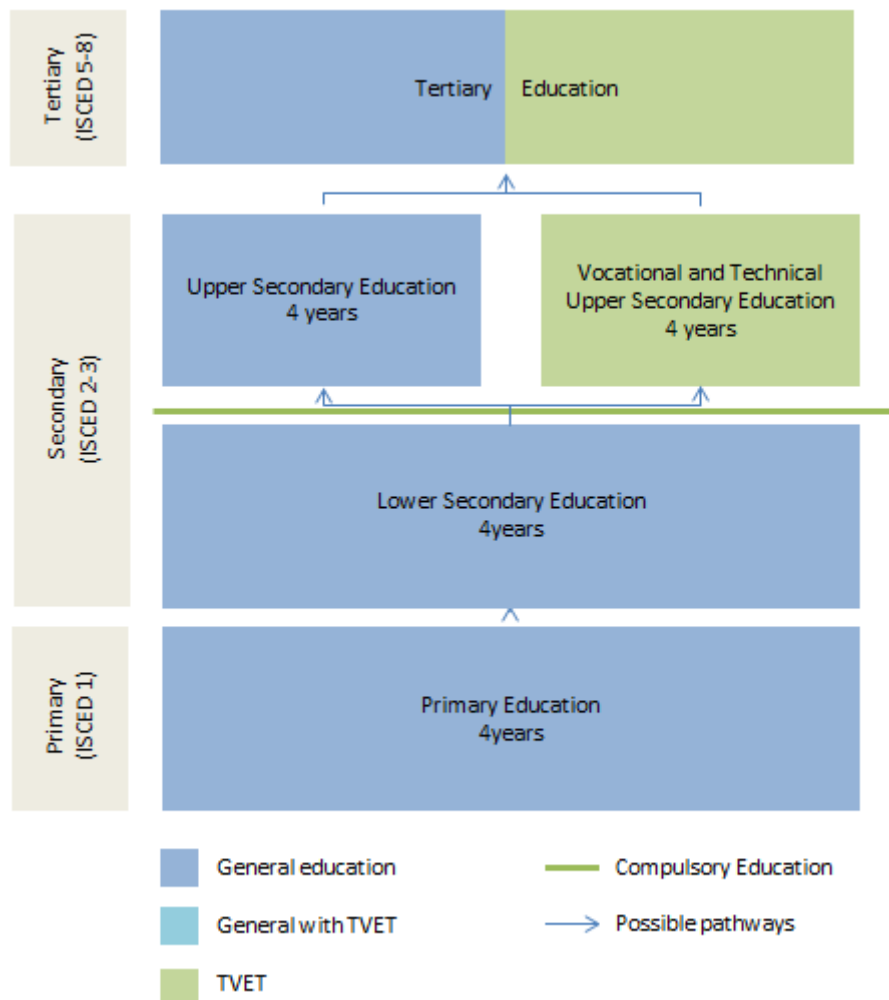 Tertiary
(ISCED 5-8)
Tertiary Education
Secondary
(ISCED 2-3)
Upper Secondary Education
4 years
Vocational and Technical
Upper Secondary Education
4 years
Lower Secondary Education
4years
Primary
(ISCED 1)
Primary Education
4years
General education
Compulsory Education
General with TVET
Possible pathways
TVET